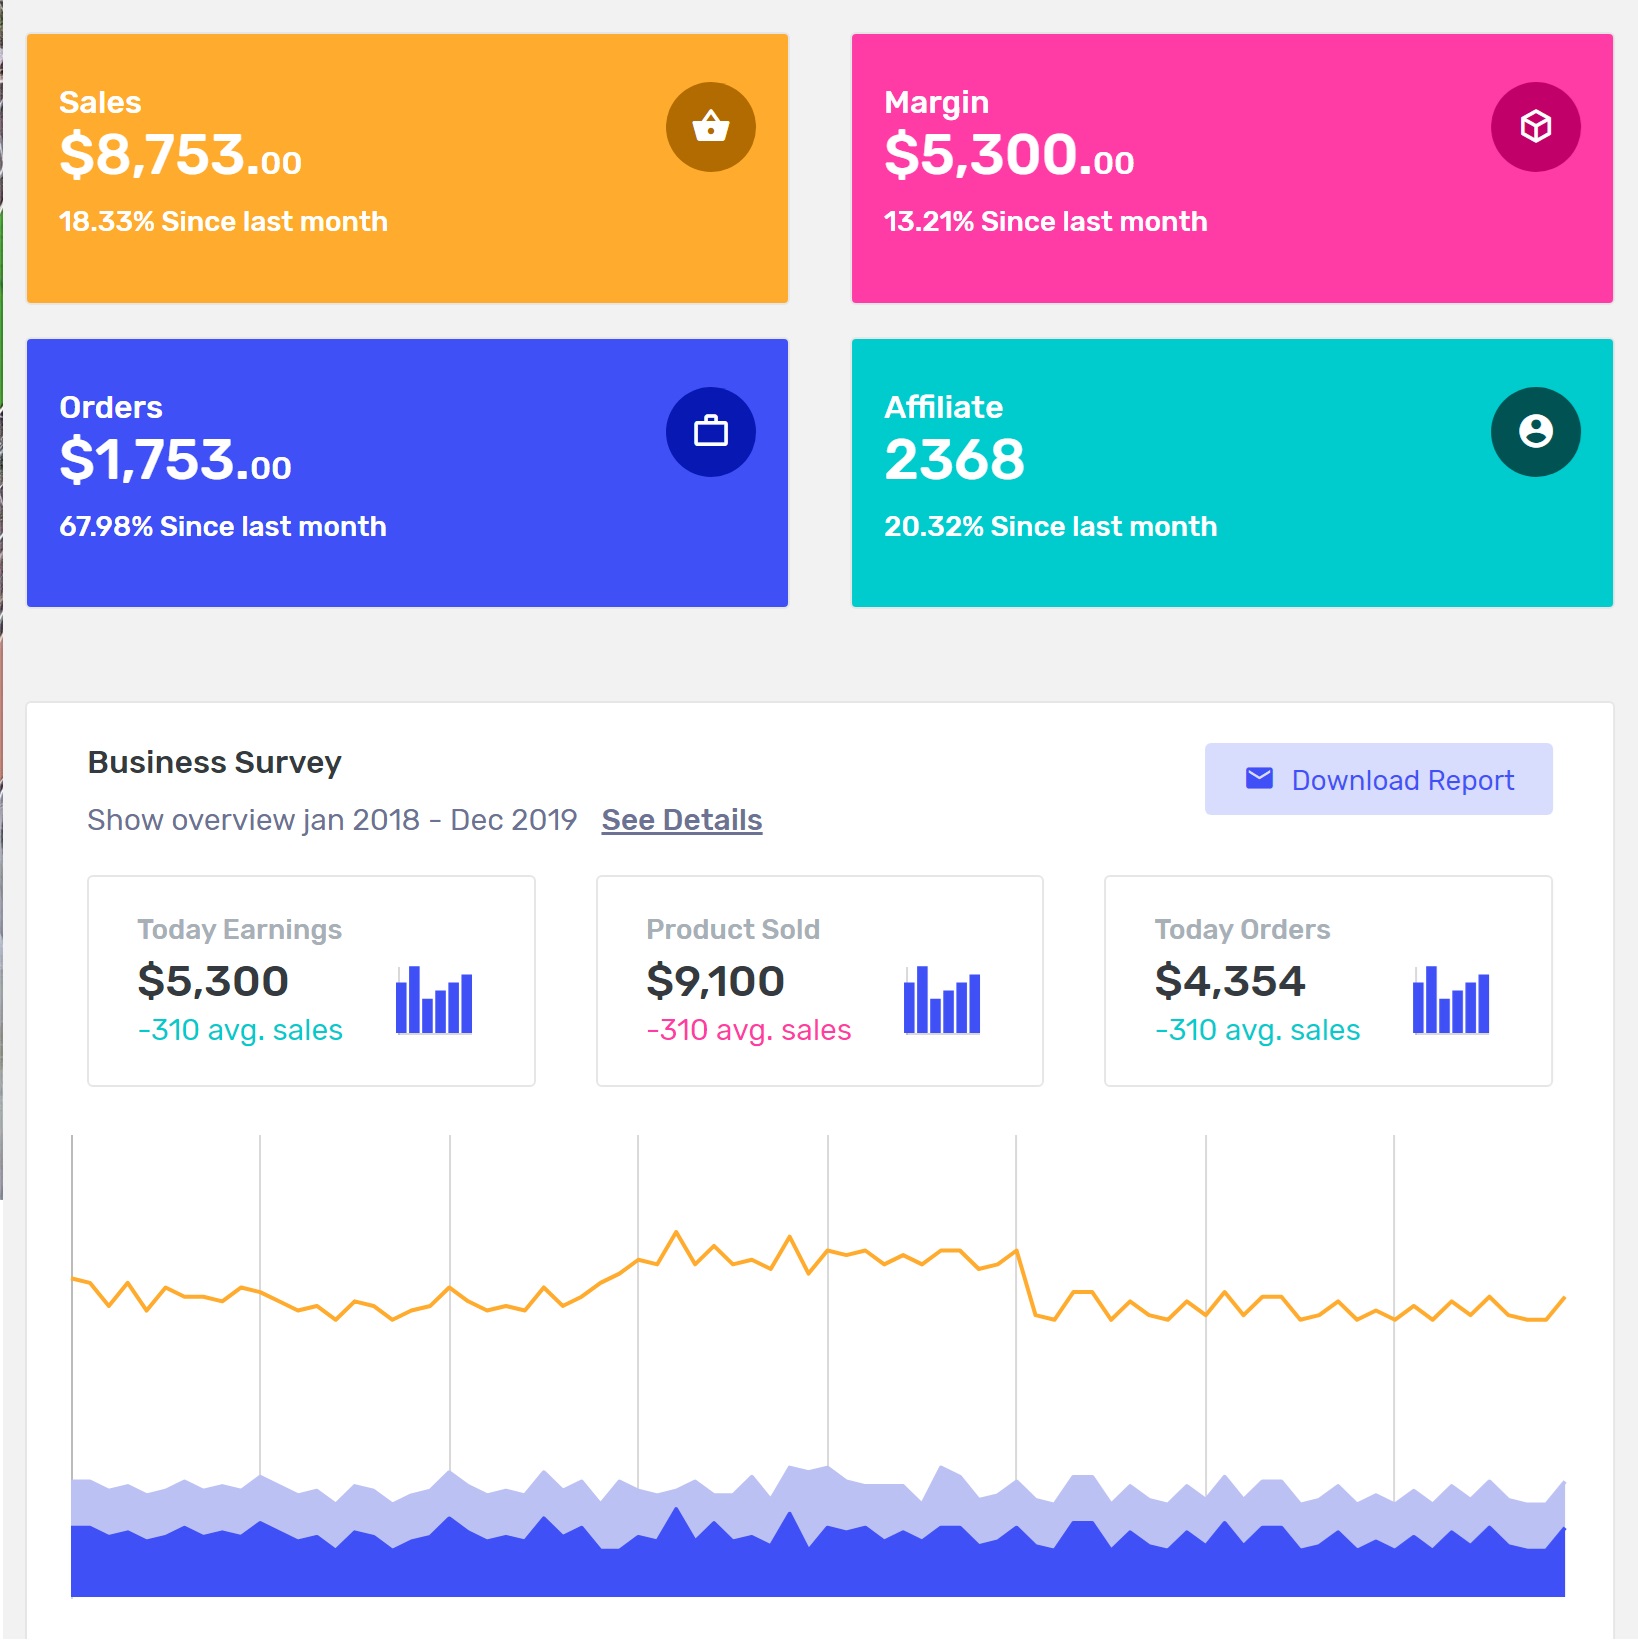 Sales
$8,753.00
18.33% Since last month
Margin
$5,300.00
13.21% Since last month
Orders
$1,753.00
67.98% Since last month
Affiliate
2368
20.32% Since last month
Business Survey
Show overview jan 2018 - Dec 2019 See Details
Download Report
Today Earnings
$5,300
-310 avg. sales
Product Sold
$9,100
-310 avg. sales
Today Orders
$4,354
-310 avg. sales